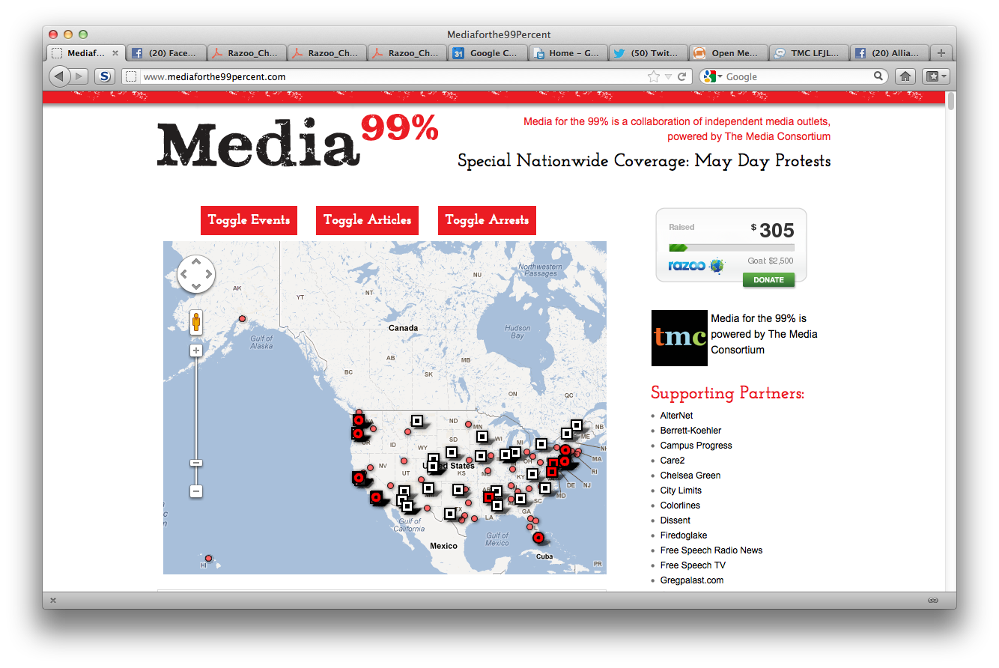 Mediaforthe99Percent
Mediaf...
(20) Face...
Razoo_Ch...
Razoo_Ch...
Razoo_Ch...
31
Google C...
Home – G...
(50) Twit...
Open Me...
TMC LFJL...
(20) Allia...
www.mediaforthe99percent.com
Google
Media 99%
Media for the 99% is a collaboration of independent media outlets,
powered by The Media Consortium
Special Nationwide Coverage: May Day Protests
Toggle Events
Toggle Articles
Toggle Arrests
Raised
$ 305
razoo
Goal: $2,500
DONATE
Northwestern
Passages
NU
AK
YT
NT
Canada
Hudson
Bay
Gulf of
Alaska
AB
MB
BC
SK
ON
QC
ND
MN
NB
ME
WI
SD
MI
OR
ID
WY
MA
NV
United States
OH
RI
UT
KS
MO
KY
DE
NJ
MD
SC
GA
LA
Gulf of
California
Gulf of
Mexico
Mexico
Cuba
HI
PR
tmc
Media for the 99% is
powered by The Media
Consortium
Supporting Partners:
AlterNet
Berrett-Koehler
Campus Progress
Care2
Chelsea Green
City Limits
Colorlines
Dissent
Firedoglake
Free Speech Radio News
Free Speech TV
Gregpalast.com